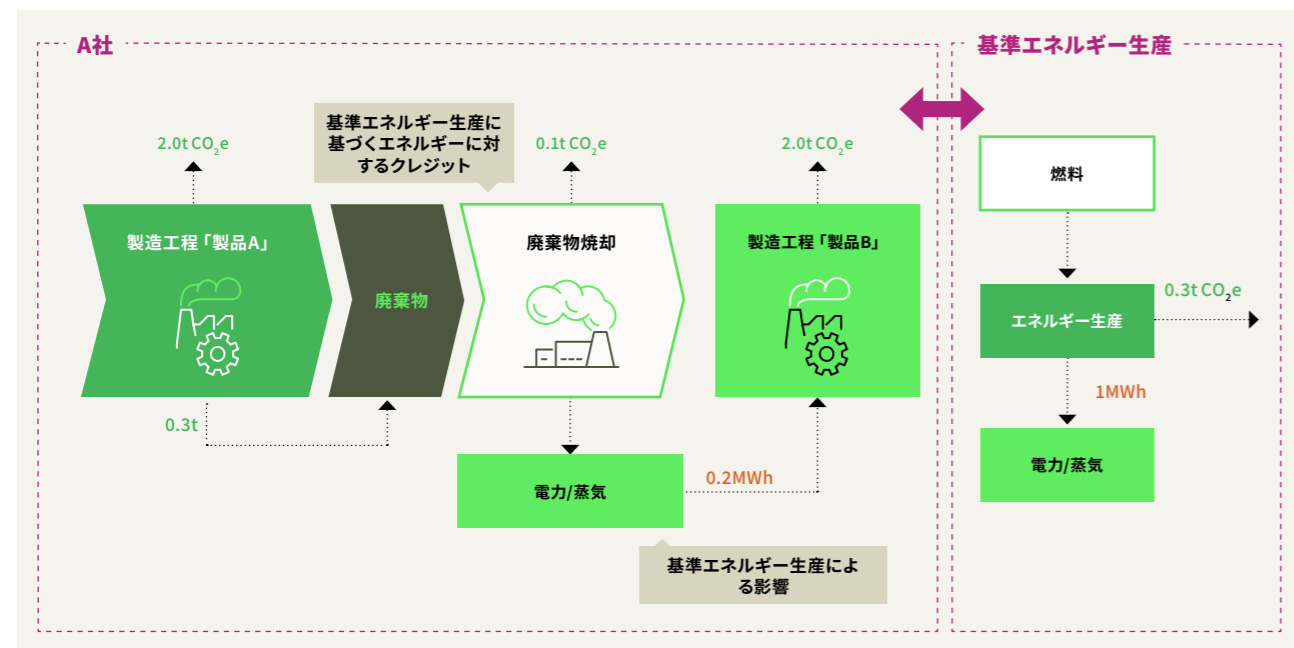 A社
基準エネルギー生産
基準エネルギー生産に
基づくエネルギーに対
するクレジット
2.0t CO₂e
0.1t CO₂e
2.0t CO₂e
燃料
製造工程「製品A」
廃棄物焼却
製造工程「製品B」
廃棄物
0.3t CO₂e
エネルギー生産
0.3t
1MWh
電力/蒸気
0.2MWh
電力/蒸気
基準エネルギー生産によ
る影響